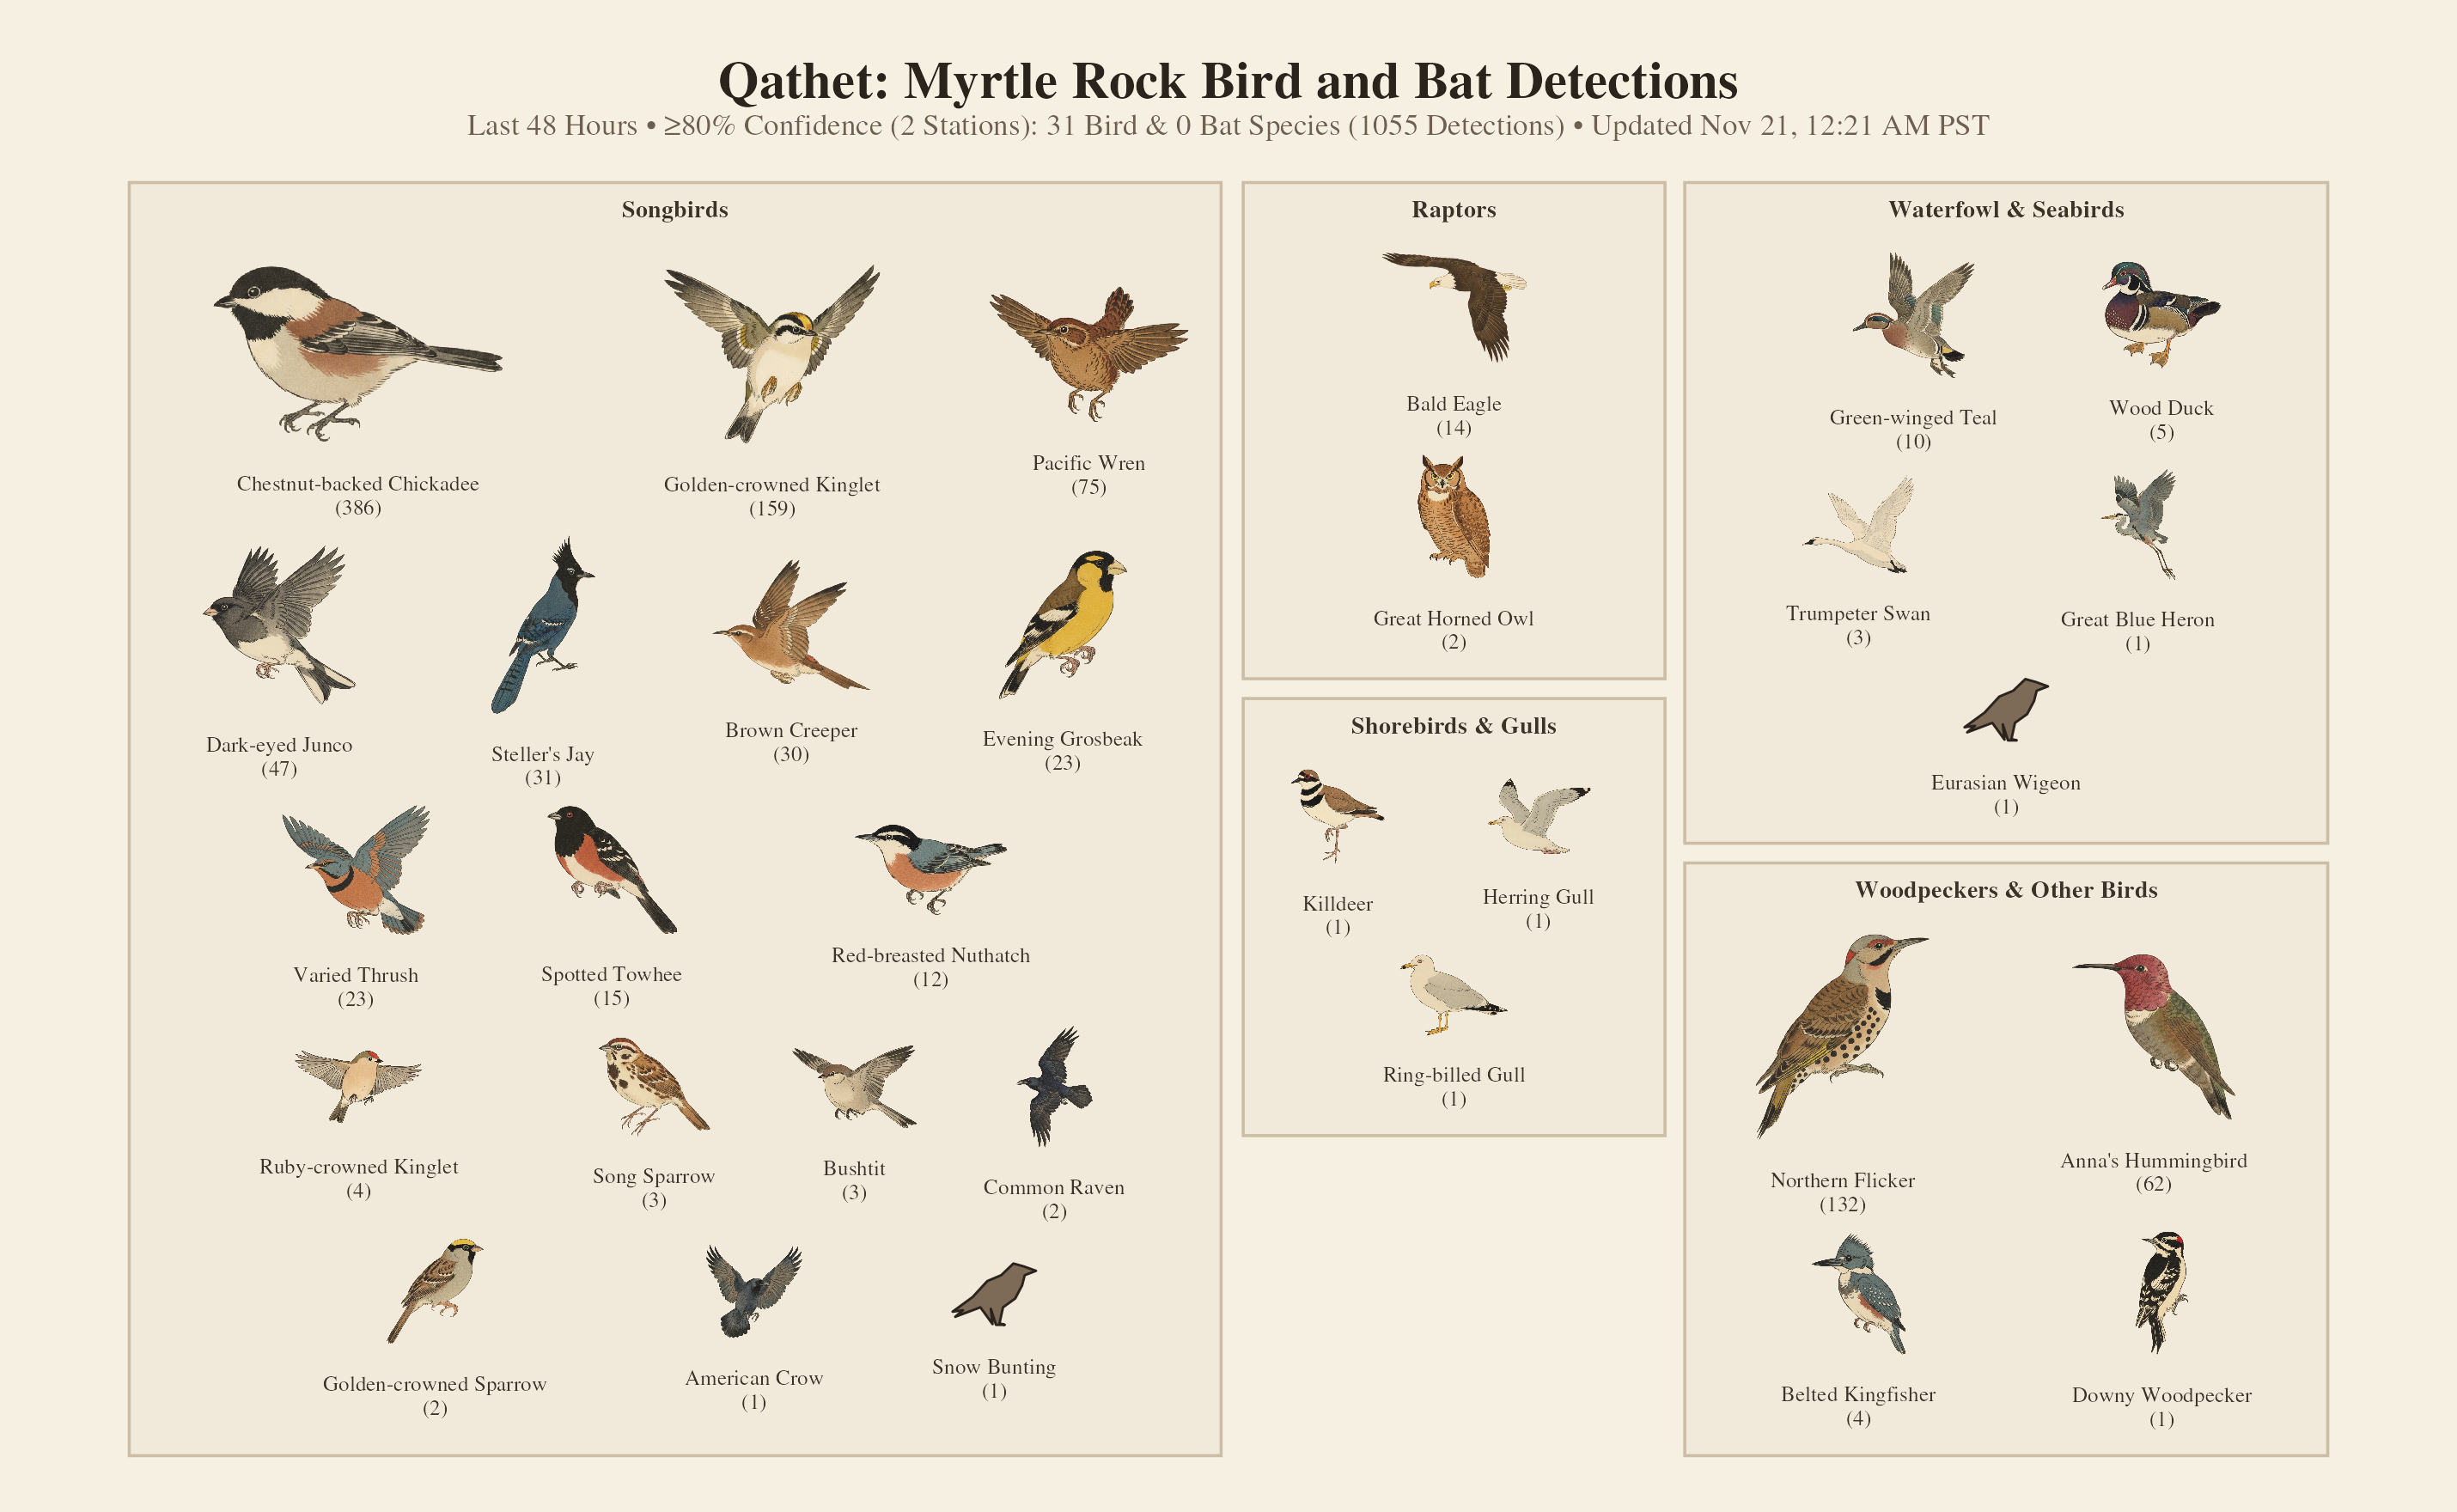 Qathet: Myrtle Rock Bird and Bat Detections
Last 48 Hours • ≥80% Confidence (2 Stations): 31 Bird & 0 Bat Species (1055 Detections) • Updated Nov 21, 12:21 AM PST
Songbirds
Chestnut-backed Chickadee
(386)
Golden-crowned Kinglet
(159)
Pacific Wren
(75)
Dark-eyed Junco
(47)
Steller's Jay
(31)
Brown Creeper
(30)
Evening Grosbeak
(23)
Varied Thrush
(23)
Spotted Towhee
(15)
Red-breasted Nuthatch
(12)
Ruby-crowned Kinglet
(4)
Song Sparrow
(3)
Bushtit
(3)
Common Raven
(2)
Golden-crowned Sparrow
(2)
American Crow
(1)
Snow Bunting
(1)
Raptors
Bald Eagle
(14)
Great Horned Owl
(2)
Shorebirds & Gulls
Killdeer
(1)
Herring Gull
(1)
Ring-billed Gull
(1)
Waterfowl & Seabirds
Green-winged Teal
(10)
Wood Duck
(5)
Trumpeter Swan
(3)
Great Blue Heron
(1)
Eurasian Wigeon
(1)
Woodpeckers & Other Birds
Northern Flicker
(132)
Anna's Hummingbird
(62)
Belted Kingfisher
(4)
Downy Woodpecker
(1)